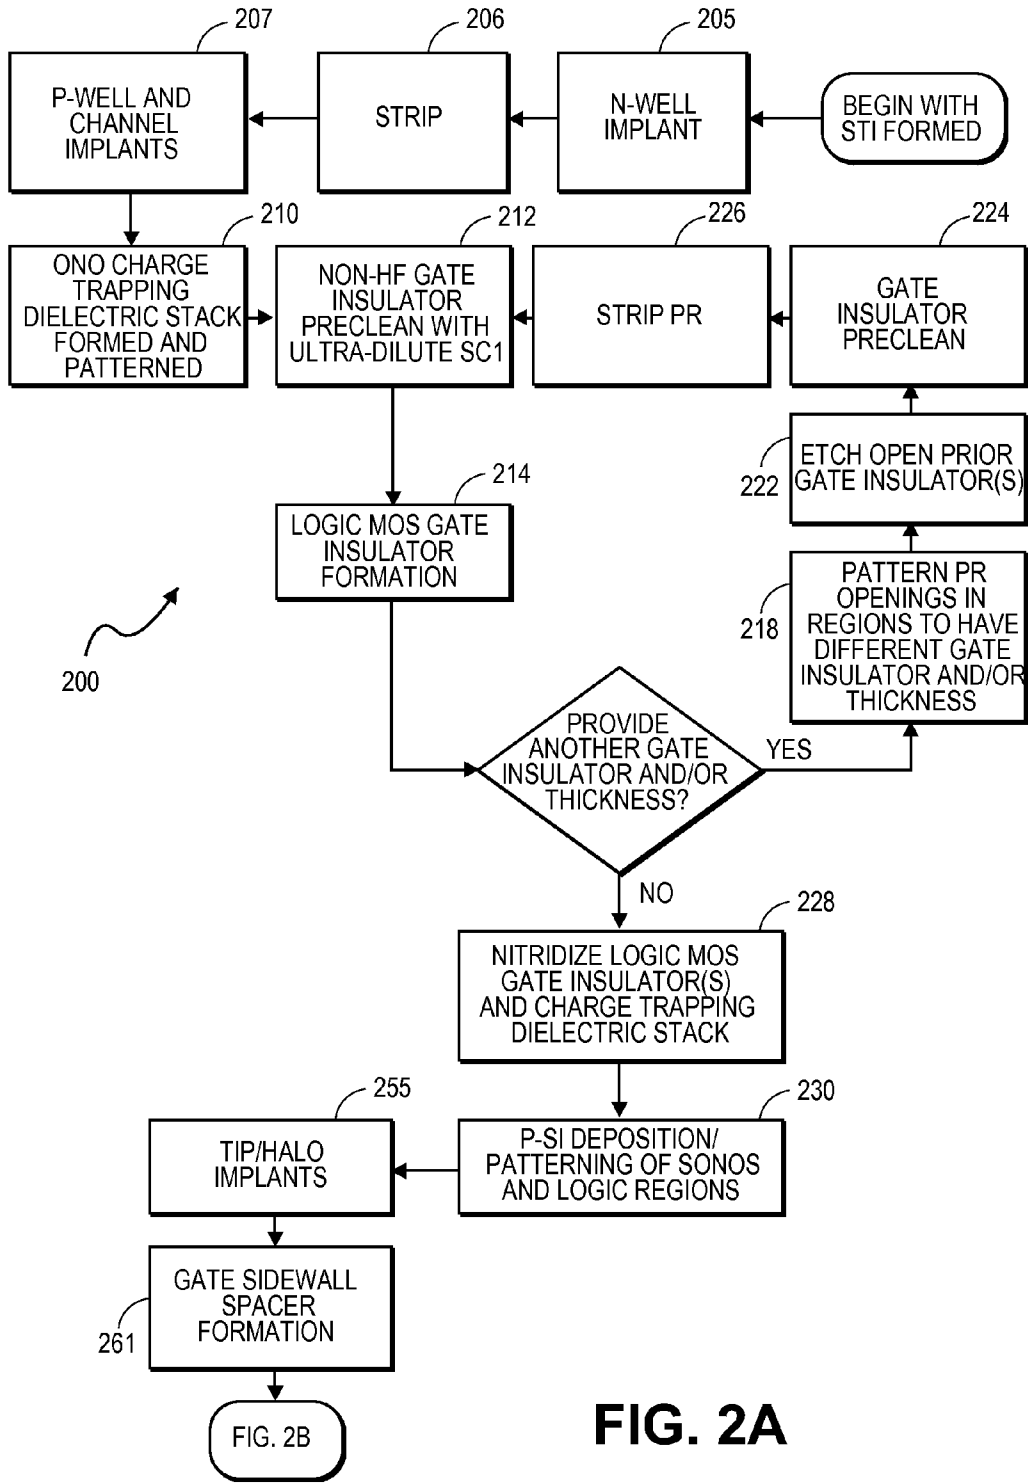 207
206
205
P-WELL AND
CHANNEL
IMPLANTS
STRIP
N-WELL
IMPLANT
BEGIN WITH
STI FORMED
210
212
226
224
ONO CHARGE
TRAPPING
DIELECTRIC STACK
FORMED AND
PATTERNED
NON-HF GATE
INSULATOR
PRECLEAN WITH
ULTRA-DILUTE SC1
STRIP PR
GATE
INSULATOR
PRECLEAN
222
ETCH OPEN PRIOR
GATE INSULATOR(S)
214
LOGIC MOS GATE
INSULATOR
FORMATION
218
PATTERN PR
OPENINGS IN
REGIONS TO HAVE
DIFFERENT GATE
INSULATOR AND/OR
THICKNESS
200
PROVIDE
ANOTHER GATE
INSULATOR AND/OR
THICKNESS?
YES
NO
228
NITRIDIZE LOGIC MOS
GATE INSULATOR(S)
AND CHARGE TRAPPING
DIELECTRIC STACK
230
P-SI DEPOSITION/
PATTERNING OF SONOS
AND LOGIC REGIONS
255
TIP/HALO
IMPLANTS
261
GATE SIDEWALL
SPACER
FORMATION
FIG. 2B
FIG. 2A